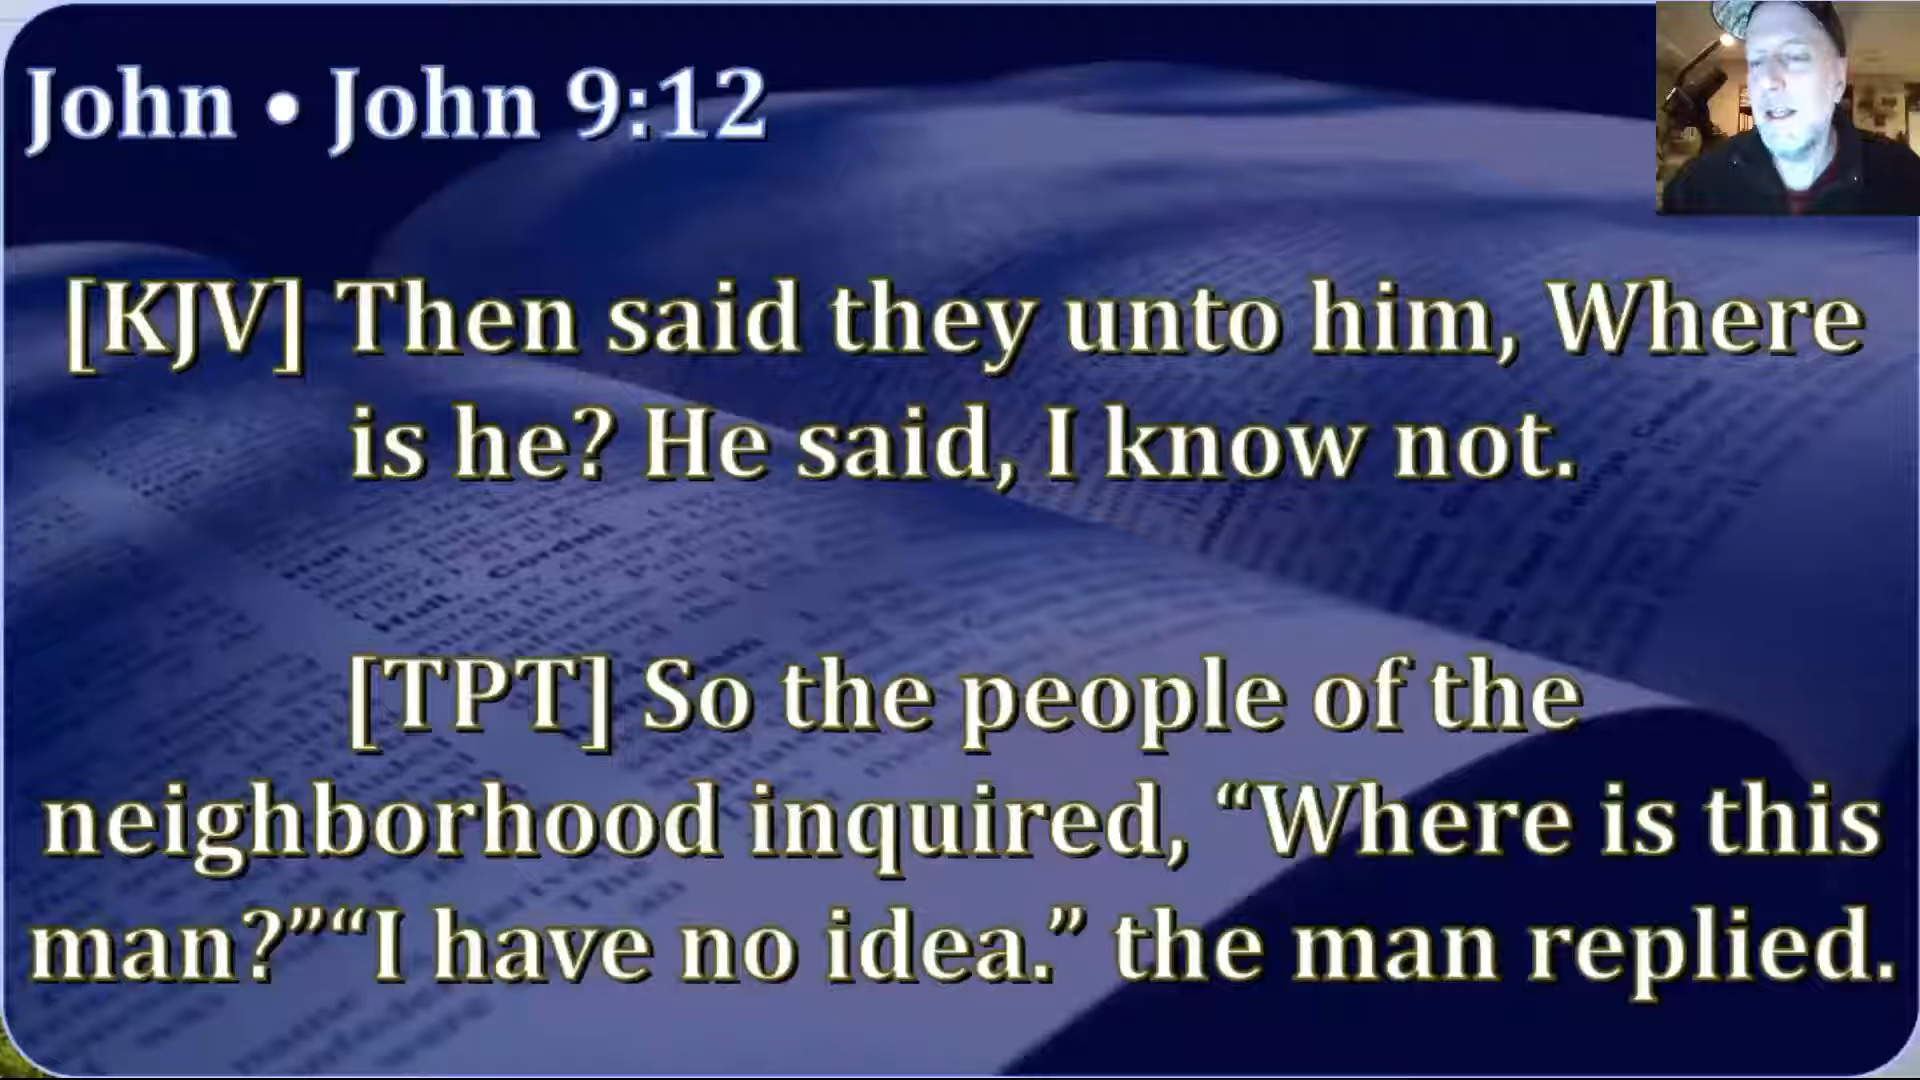 John • John 9:12
[KJV] Then said they unto him, Where
is he? He said, I know not.
[TPT] So the people of the
neighborhood inquired, “Where is this
man?”“I have no idea.” the man replied.